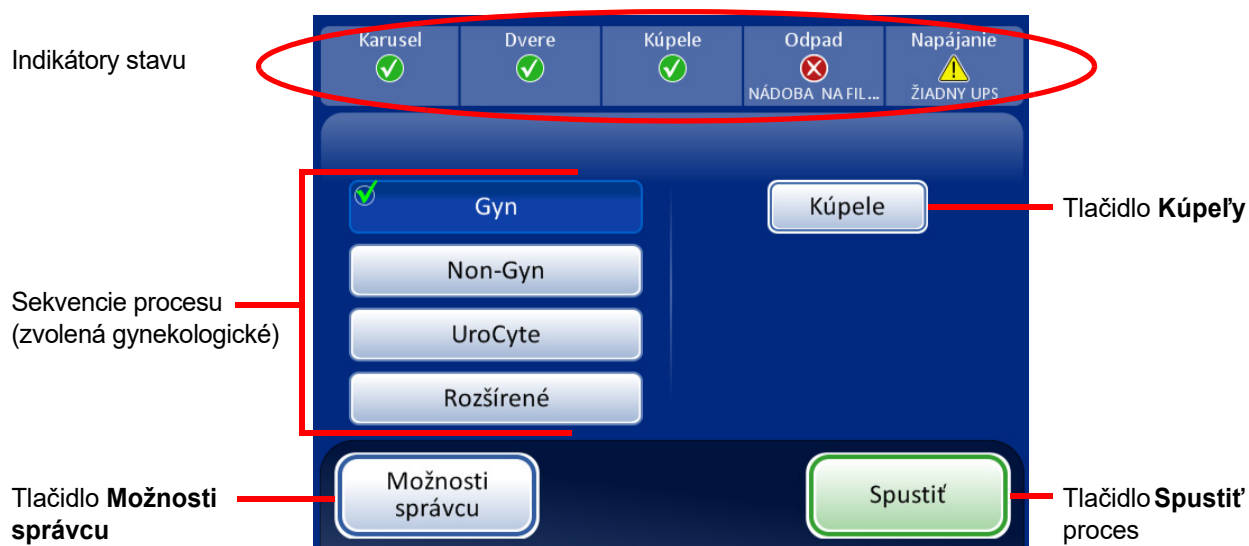 Indikátory stavu
Karusel
Dvere
Kúpele
Odpad
NÁDOBA NA FIL...
Napájanie
ŽIADNY UPS
Sekvencie procesu
(zvolená gynekologické)
Gyn
Non-Gyn
UroCyte
Rozšírené
Kúpele
Tlačidlo Kúpeľy
Tlačidlo Možnosti
správcu
Možnosti
správcu
Spustiť
Tlačidlo Spustiť
proces